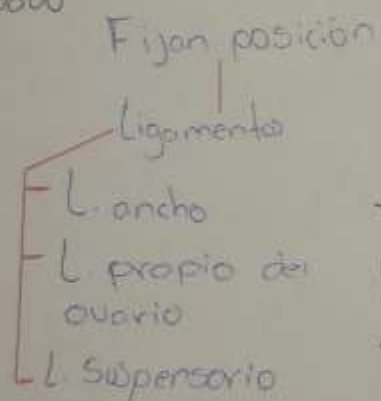 Fijan posición
Ligamentos
L. ancho
L. propio del
ovario
L. Suspensorio